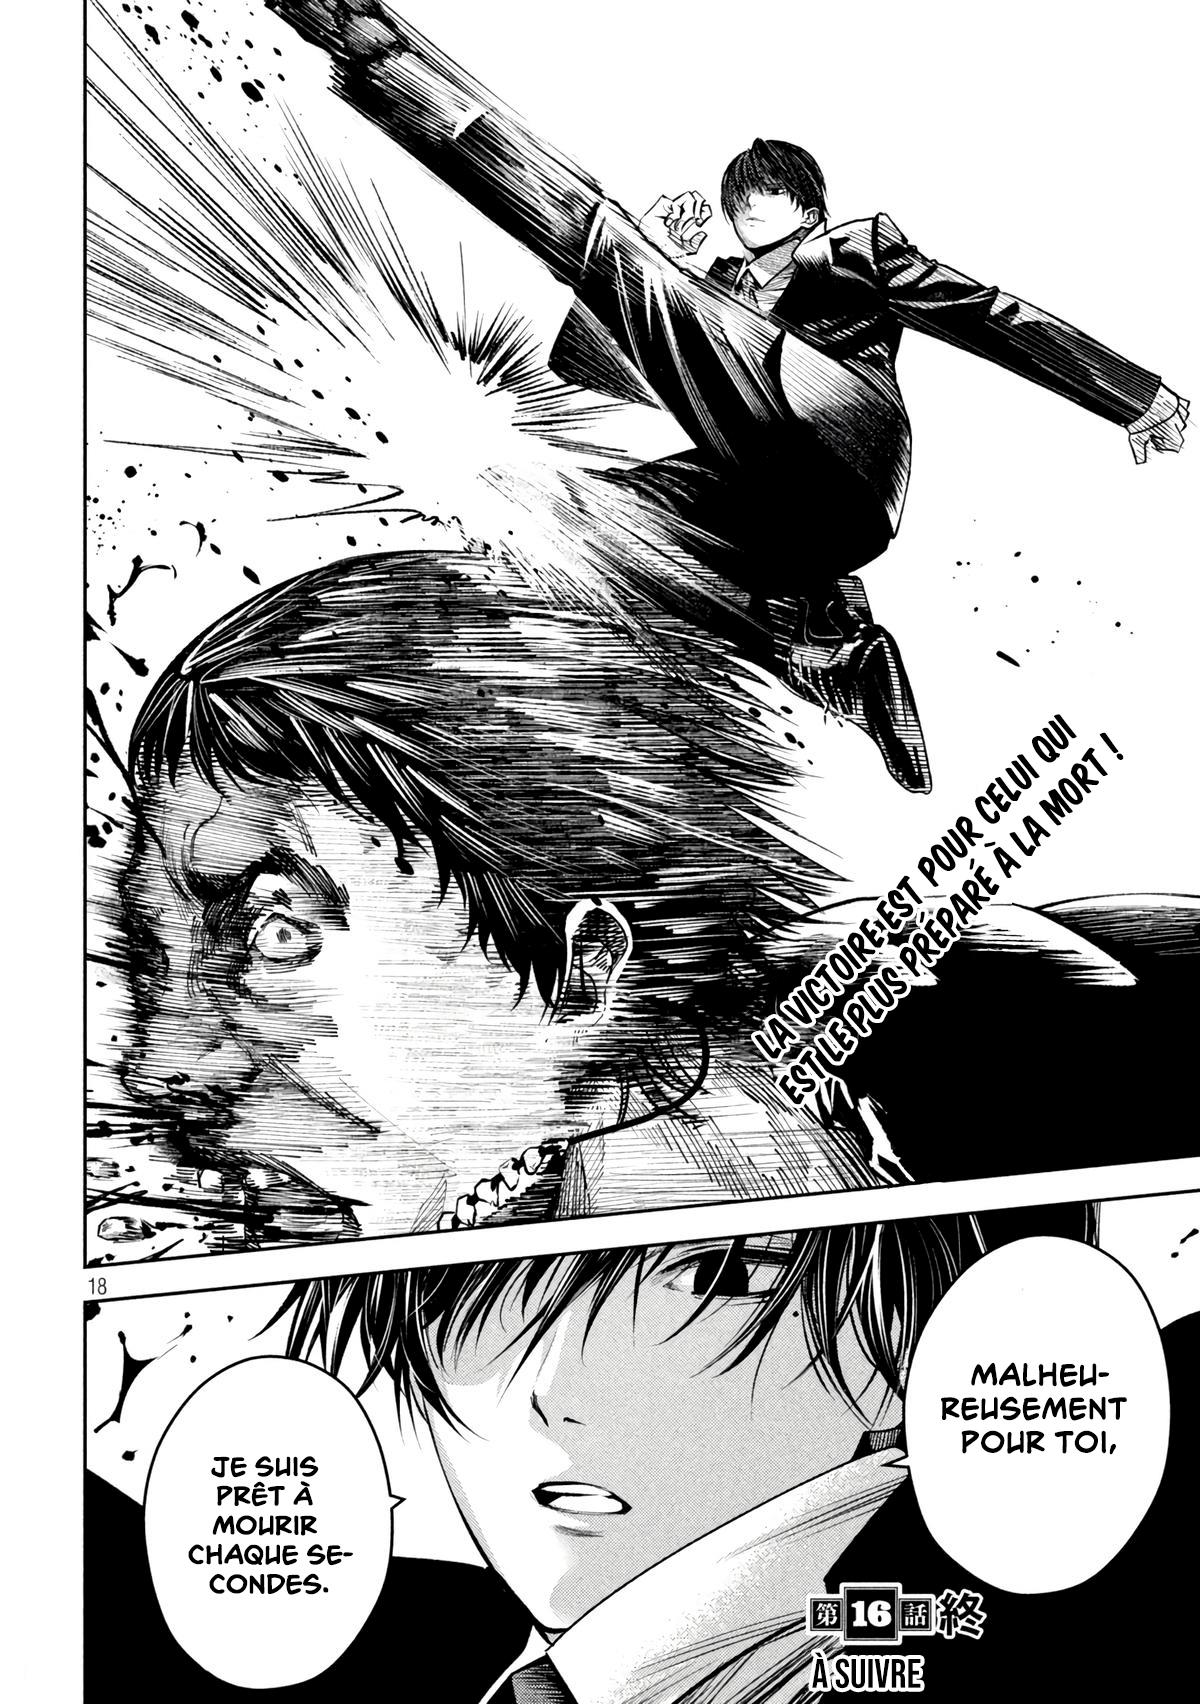 LA VICTOIRE EST POUR CELUI QUI
EST LE PLUS PRÉPARÉ À LA MORT !
18
MALHEU-
REUSEMENT
POUR TOI,
JE SUIS
PRÊT À
MOURIR
CHAQUE SE-
CONDES.
第16話 終
À SUIVRE